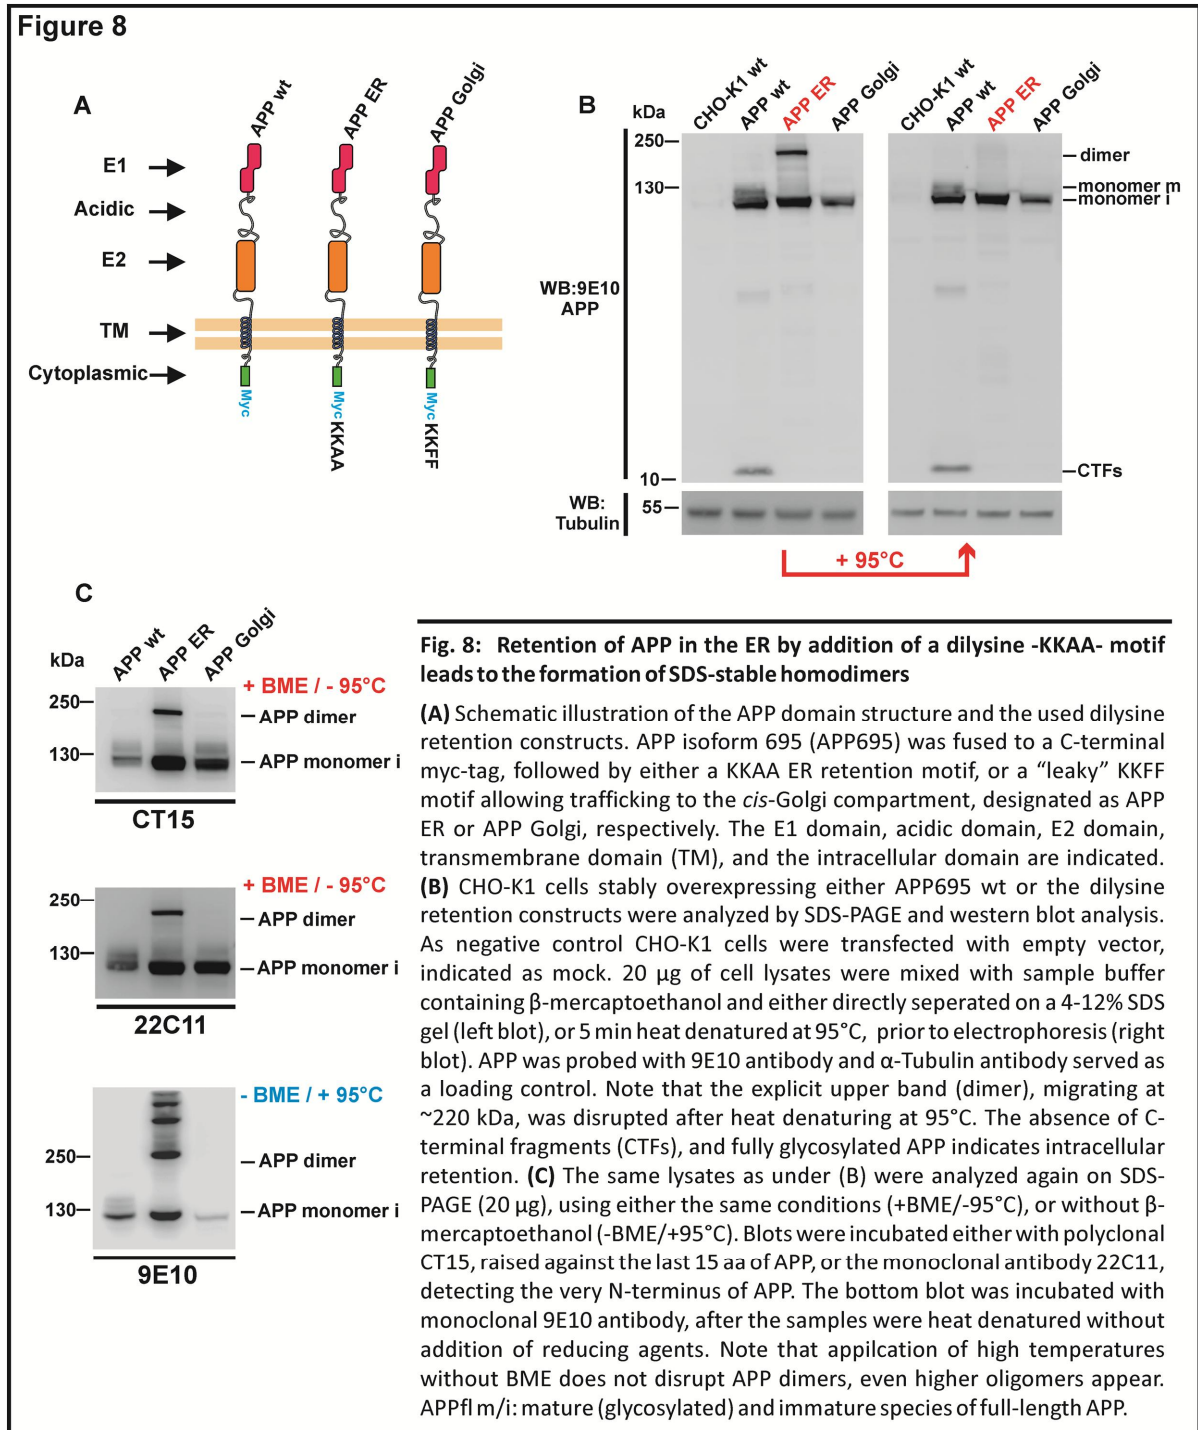 Figure 8
A
APP wt
APP ER
APP Golgi
E1
Acidic
E2
TM
Cytoplasmic
Myc
Myc KKAA
Myc KKFF
B
kDa
CHO-K1 wt
APP wt
APP ER
APP Golgi
CHO-K1 wt
APP wt
APP ER
APP Golgi
250
130
10
dimer
monomer m
monomer i
CTFs
WB:9E10
APP
WB:
Tubulin
55
+ 95°C
C
kDa
APP wt
APP ER
APP Golgi
+ BME / - 95°C
250
APP dimer
130
APP monomer i
CT15
+ BME / - 95°C
250
APP dimer
130
APP monomer i
22C11
- BME / + 95°C
250
APP dimer
130
APP monomer i
9E10
Fig. 8: Retention of APP in the ER by addition of a dilysine -KKAA- motif
leads to the formation of SDS-stable homodimers
(A) Schematic illustration of the APP domain structure and the used dilysine
retention constructs. APP isoform 695 (APP695) was fused to a C-terminal
myc-tag, followed by either a KKAA ER retention motif, or a “leaky” KKFF
motif allowing trafficking to the cis-Golgi compartment, designated as APP
ER or APP Golgi, respectively. The E1 domain, acidic domain, E2 domain,
transmembrane domain (TM), and the intracellular domain are indicated.
(B) CHO-K1 cells stably overexpressing either APP695 wt or the dilysine
retention constructs were analyzed by SDS-PAGE and western blot analysis.
As negative control CHO-K1 cells were transfected with empty vector,
indicated as mock. 20 µg of cell lysates were mixed with sample buffer
containing β-mercaptoethanol and either directly seperated on a 4-12% SDS
gel (left blot), or 5 min heat denatured at 95°C, prior to electrophoresis (right
blot). APP was probed with 9E10 antibody and α-Tubulin antibody served as
a loading control. Note that the explicit upper band (dimer), migrating at
~220 kDa, was disrupted after heat denaturing at 95°C. The absence of C-
terminal fragments (CTFs), and fully glycosylated APP indicates intracellular
retention. (C) The same lysates as under (B) were analyzed again on SDS-
PAGE (20 µg), using either the same conditions (+BME/-95°C), or without β-
mercaptoethanol (-BME/+95°C). Blots were incubated either with polyclonal
CT15, raised against the last 15 aa of APP, or the monoclonal antibody 22C11,
detecting the very N-terminus of APP. The bottom blot was incubated with
monoclonal 9E10 antibody, after the samples were heat denatured without
addition of reducing agents. Note that appilcation of high temperatures
without BME does not disrupt APP dimers, even higher oligomers appear.
APPfl m/i: mature (glycosylated) and immature species of full-length APP.